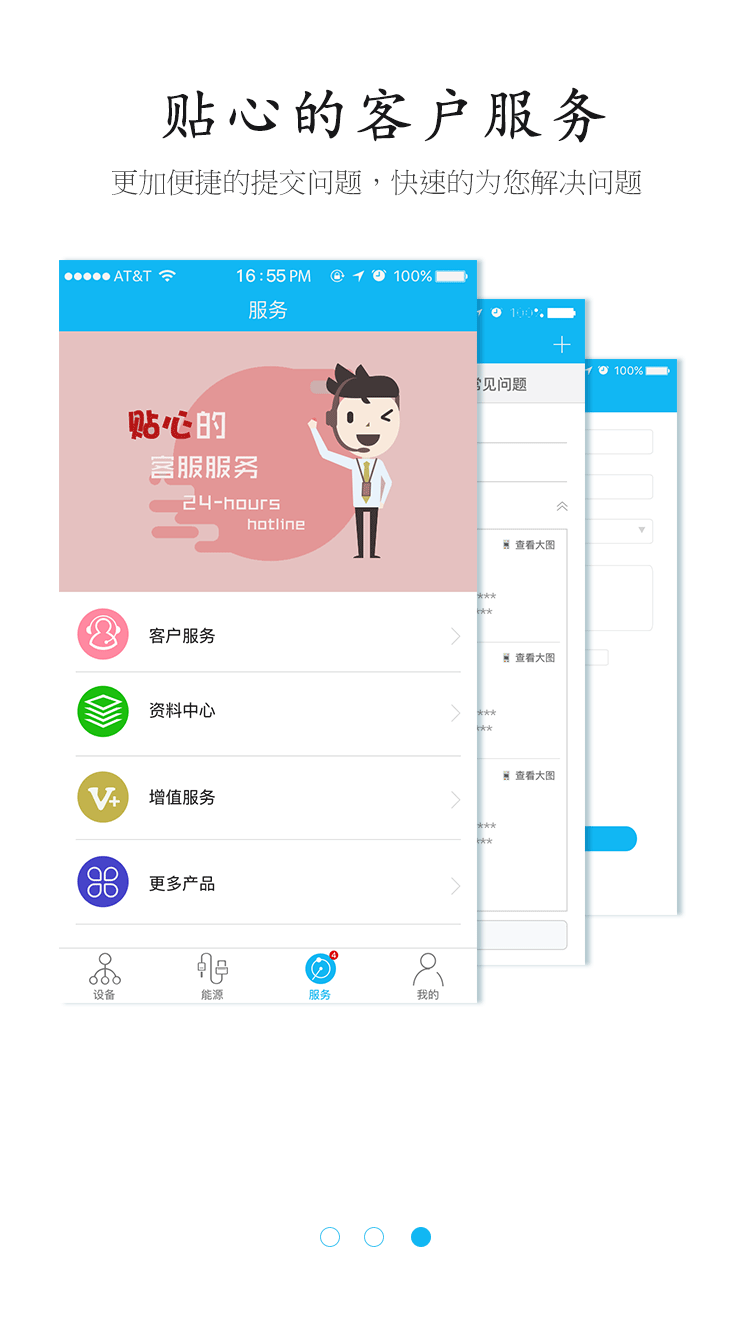 贴心的客户服务
更加便捷的提交问题，快速的为您解决问题
AT&T 16:55 PM 100%
服务
100%
常见问题
贴心的
客服服务
24-hours
hotline
查看大图
***
***
客户服务
查看大图
资料中心
***
***
查看大图
增值服务
***
***
更多产品
4
设备 能源 服务 我的